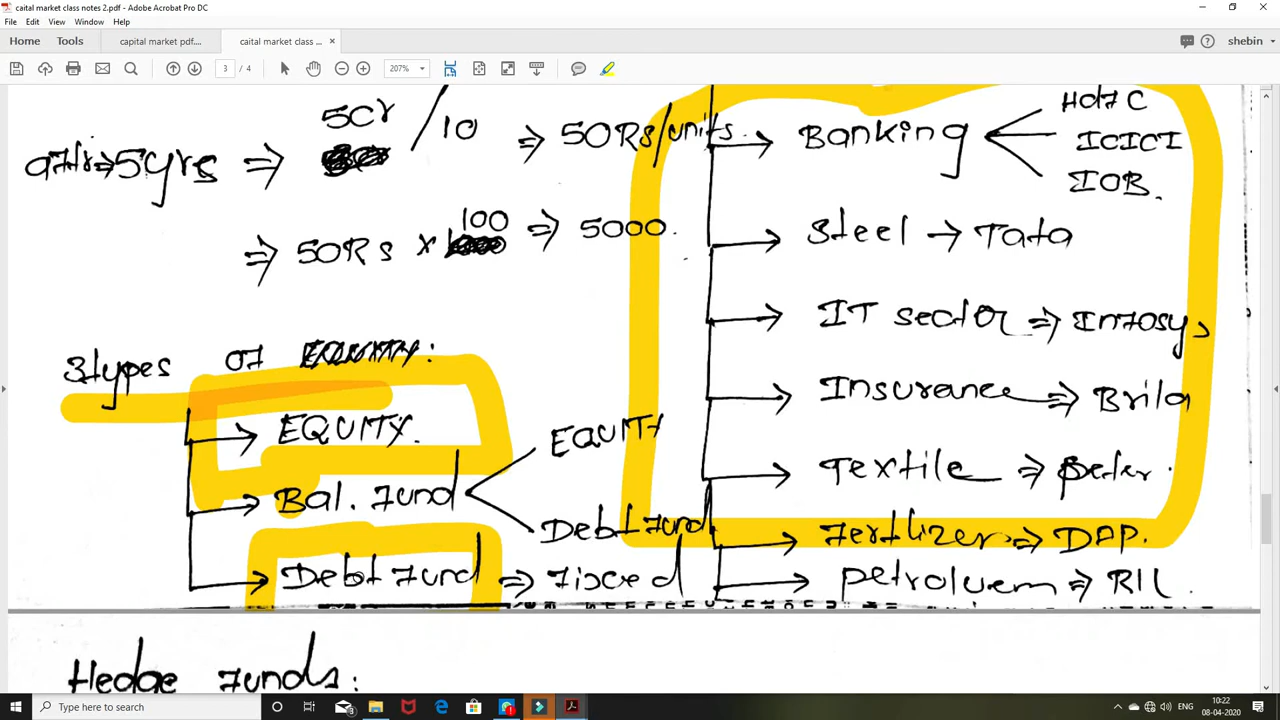 caital market class notes 2.pdf - Adobe Acrobat Pro DC
File Edit View Window Help
Home Tools capital market pdf.... caital market class ... × shebin
3 / 4 207%
5Cr / 10 => 50Rs/units.
after 5yrs =>
=> 50Rs x 100 => 5000.
3types of EQUITY:
EQUITY.
Bal. Fund
EQUITY
Debt Fund
Debt Fund => Fixed
Banking
HDFC
ICICI
IOB.
Steel → Tata
IT sector => Infosys
Insurance => Brila
Textile =>
Fertlizer => DAP.
petroluem => RIL.
Hedge Funds:
Type here to search
ENG 10:22
08-04-2020